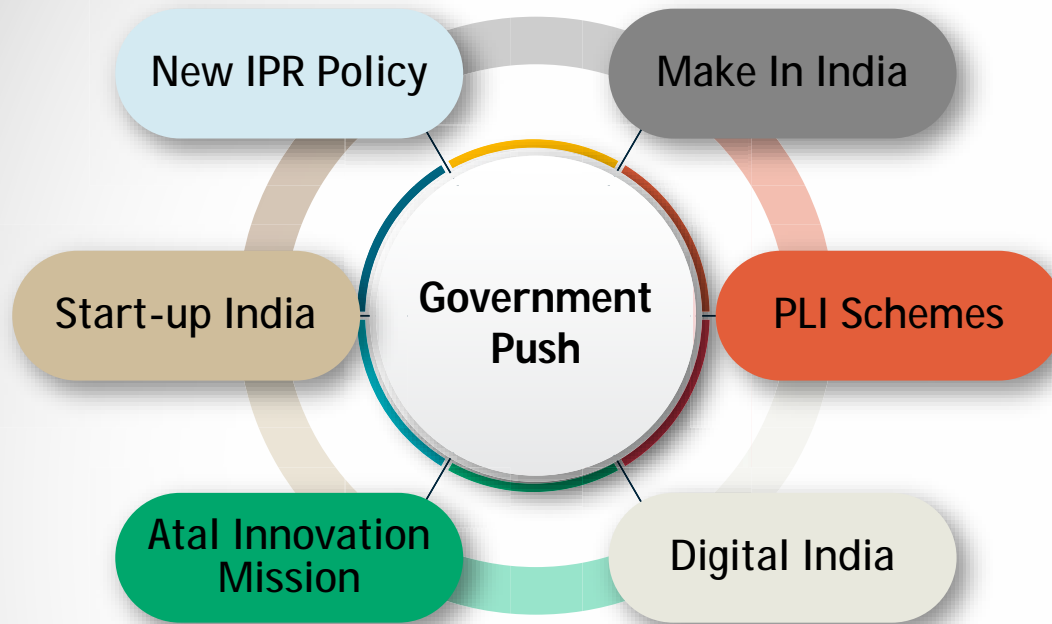 New IPR Policy
Make In India
Start-up India
Government
Push
PLI Schemes
Atal Innovation
Mission
Digital India